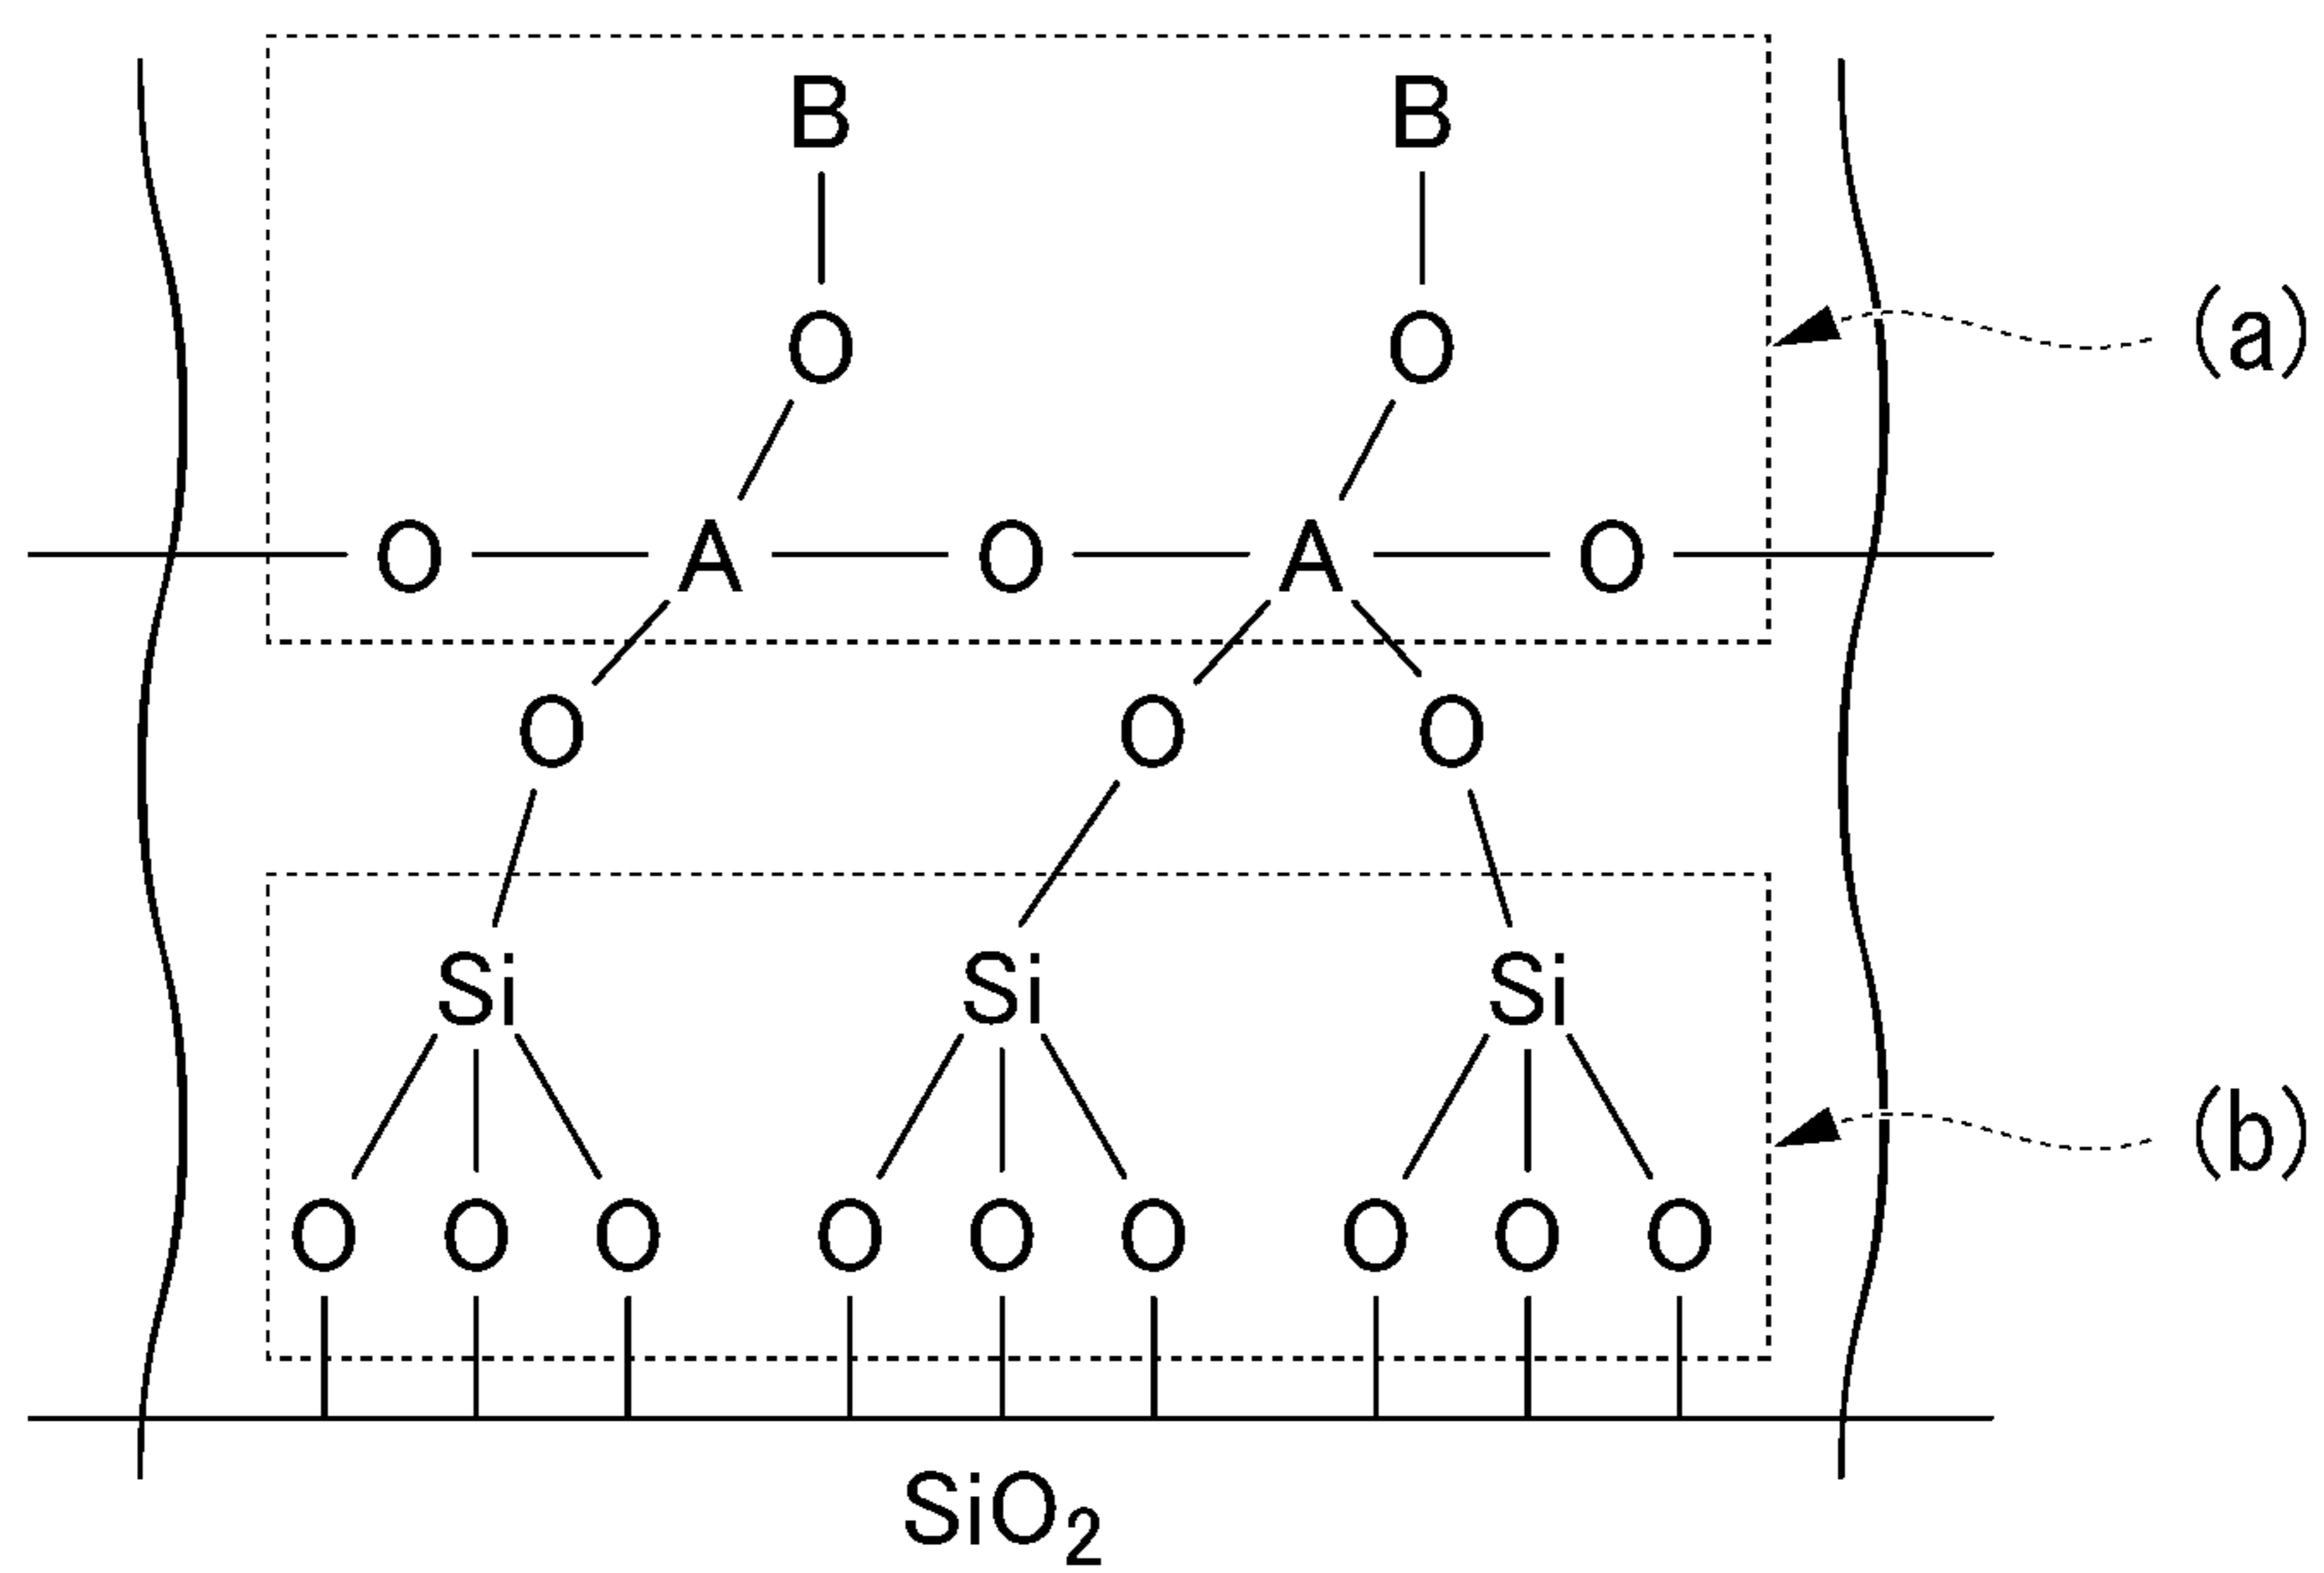 B B
O O (a)
O A O A O
O O O
Si Si Si
(b)
O O O O O O O O O
SiO₂